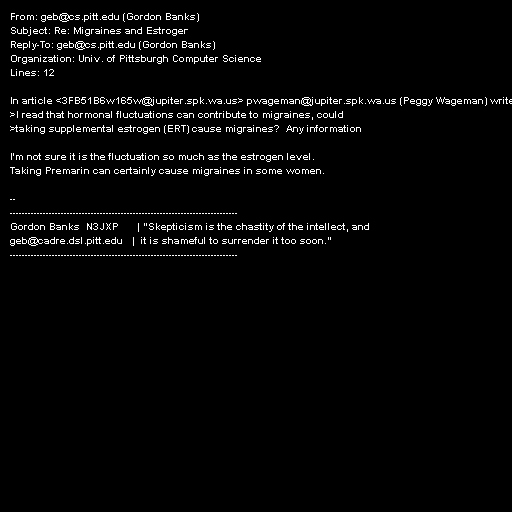 From: geb@cs.pitt.edu (Gordon Banks)
Subject: Re: Migraines and Estroger
Reply-To: geb@cs.pitt.edu (Gordon Banks)
Organization: Univ. of Pittsburgh Computer Science
Lines: 12

In article <3FB51B6w165w@jupiter.spk.wa.us> pwageman@jupiter.spk.wa.us (Peggy Wageman) write
>I read that hormonal fluctuations can contribute to migraines, could
>taking supplemental estrogen (ERT) cause migraines?  Any information

I'm not sure it is the fluctuation so much as the estrogen level.
Taking Premarin can certainly cause migraines in some women.

--
----------------------------------------------------------------------------
Gordon Banks  N3JXP      | "Skepticism is the chastity of the intellect, and
geb@cadre.dsl.pitt.edu   |  it is shameful to surrender it too soon."
----------------------------------------------------------------------------